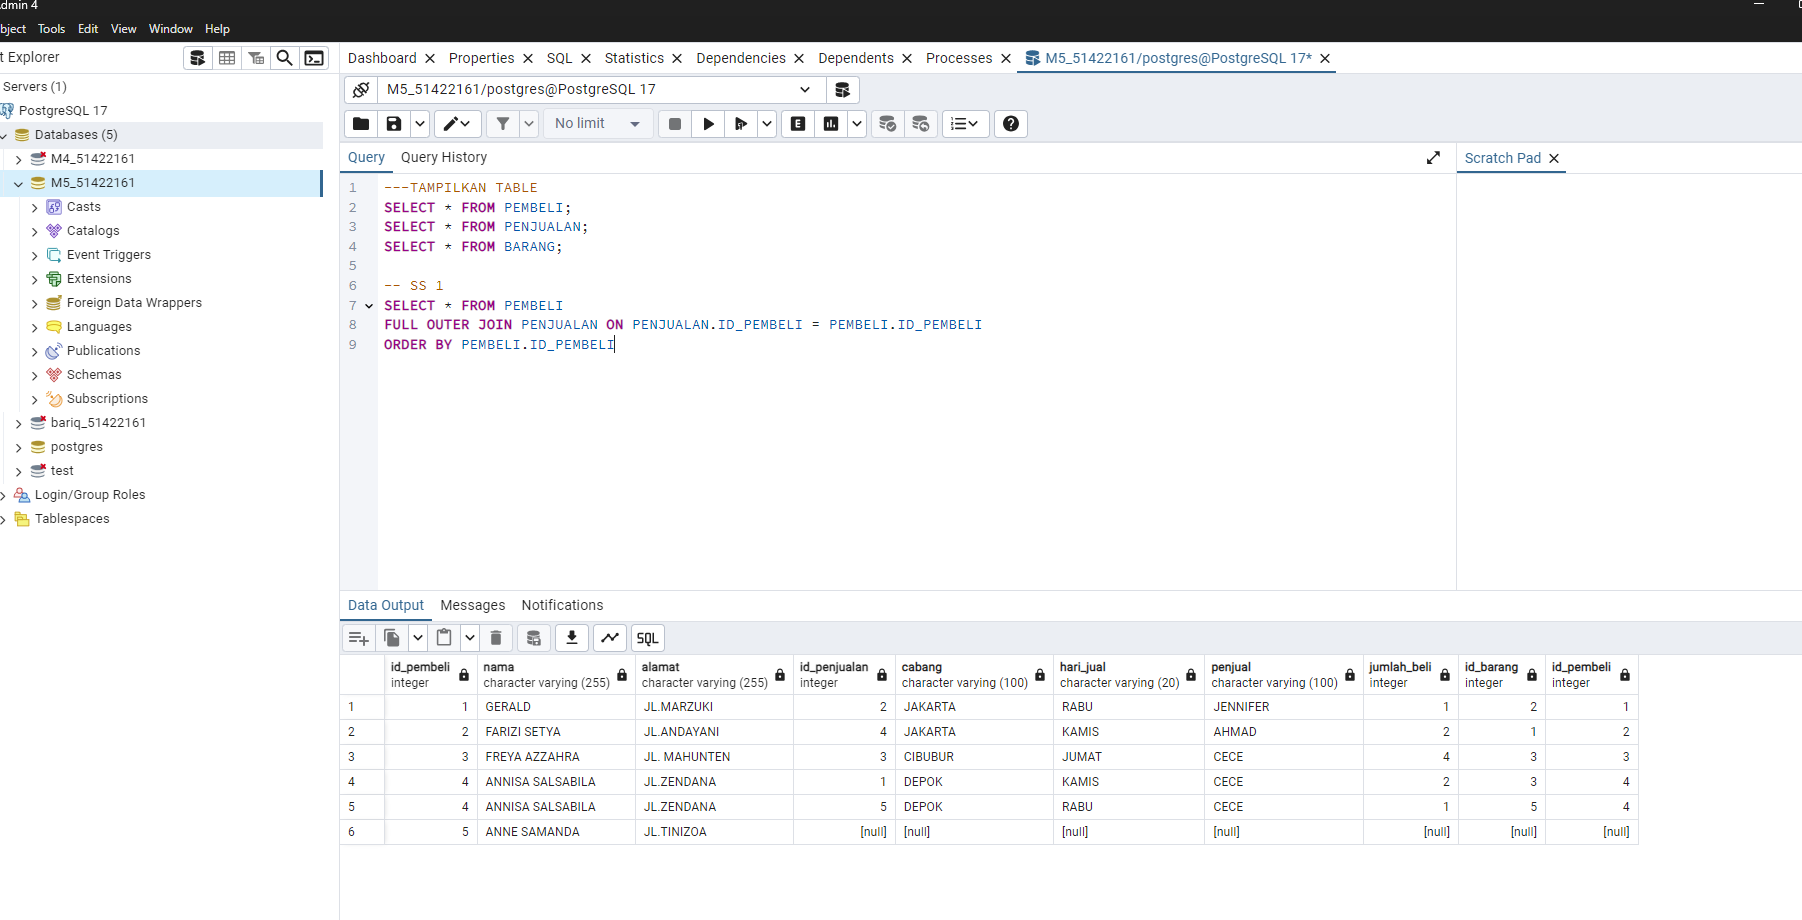 dmin 4
bject Tools Edit View Window Help
t Explorer
Servers (1)
PostgreSQL 17
Databases (5)
M4_51422161
M5_51422161
Casts
Catalogs
Event Triggers
Extensions
Foreign Data Wrappers
Languages
Publications
Schemas
Subscriptions
bariq_51422161
postgres
test
Login/Group Roles
Tablespaces
Dashboard Properties SQL Statistics Dependencies Dependents Processes M5_51422161/postgres@PostgreSQL 17*
M5_51422161/postgres@PostgreSQL 17
No limit E
Query Query History
Scratch Pad
1 ---TAMPILKAN TABLE
2 SELECT * FROM PEMBELI;
3 SELECT * FROM PENJUALAN;
4 SELECT * FROM BARANG;
5
6 -- SS 1
7 SELECT * FROM PEMBELI
8 FULL OUTER JOIN PENJUALAN ON PENJUALAN.ID_PEMBELI = PEMBELI.ID_PEMBELI
9 ORDER BY PEMBELI.ID_PEMBELI
Data Output Messages Notifications
SQL
id_pembeli nama alamat id_penjualan cabang hari_jual penjual jumlah_beli id_barang id_pembeli
integer character varying (255) character varying (255) integer character varying (100) character varying (20) character varying (100) integer integer integer
1 1 GERALD JL.MARZUKI 2 JAKARTA RABU JENNIFER 1 2 1
2 2 FARIZI SETYA JL.ANDAYANI 4 JAKARTA KAMIS AHMAD 2 1 2
3 3 FREYA AZZAHRA JL. MAHUNTEN 3 CIBUBUR JUMAT CECE 4 3 3
4 4 ANNISA SALSABILA JL.ZENDANA 1 DEPOK KAMIS CECE 2 3 4
5 4 ANNISA SALSABILA JL.ZENDANA 5 DEPOK RABU CECE 1 5 4
6 5 ANNE SAMANDA JL.TINIZOA [null] [null] [null] [null] [null] [null] [null]